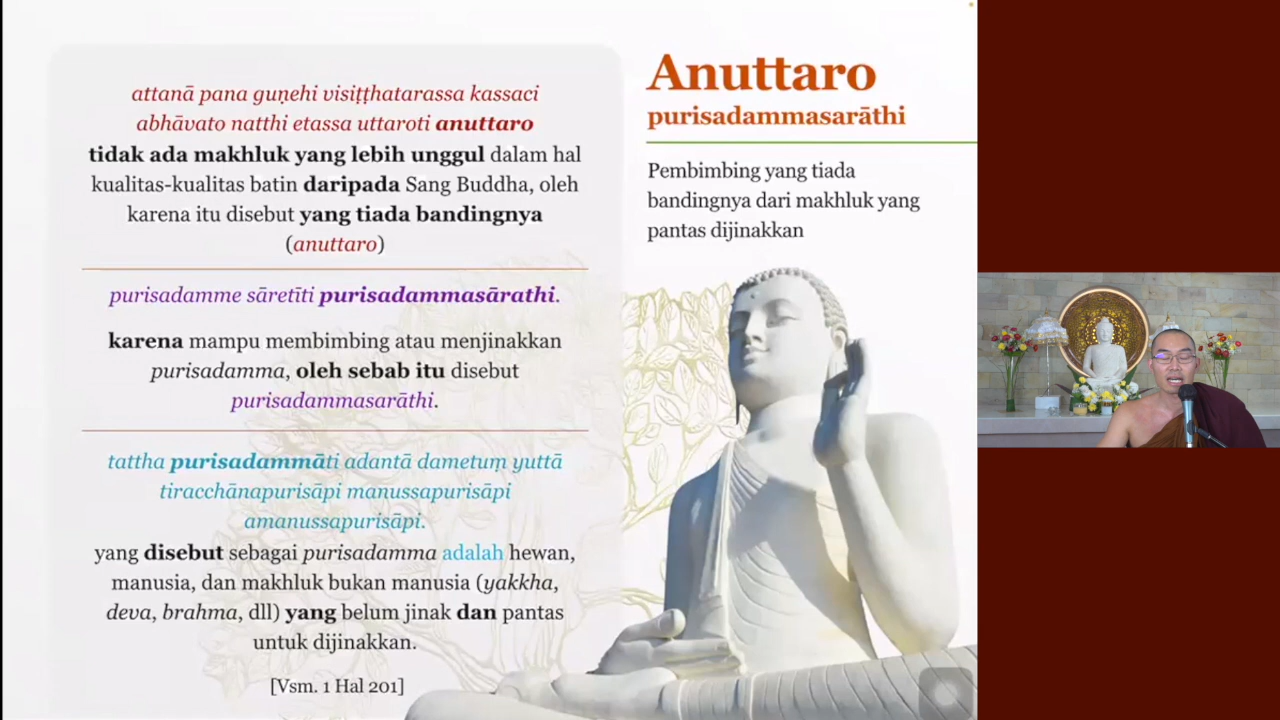 attanā pana guṇehi visiṭṭhatarassa kassaci
abhāvato natthi etassa uttaroti anuttaro
tidak ada makhluk yang lebih unggul dalam hal
kualitas-kualitas batin daripada Sang Buddha, oleh
karena itu disebut yang tiada bandingnya
(anuttaro)
purisadamme sāretīti purisadammasārathi.
karena mampu membimbing atau menjinakkan
purisadamma, oleh sebab itu disebut
purisadammasarāthi.
tattha purisadammāti adantā dametuṃ yuttā
tiracchānapurisāpi manussapurisāpi
amanussapurisāpi.
yang disebut sebagai purisadamma adalah hewan,
manusia, dan makhluk bukan manusia (yakkha,
deva, brahma, dll) yang belum jinak dan pantas
untuk dijinakkan.
[Vsm. 1 Hal 201]
Anuttaro
purisadammasarāthi
Pembimbing yang tiada
bandingnya dari makhluk yang
pantas dijinakkan